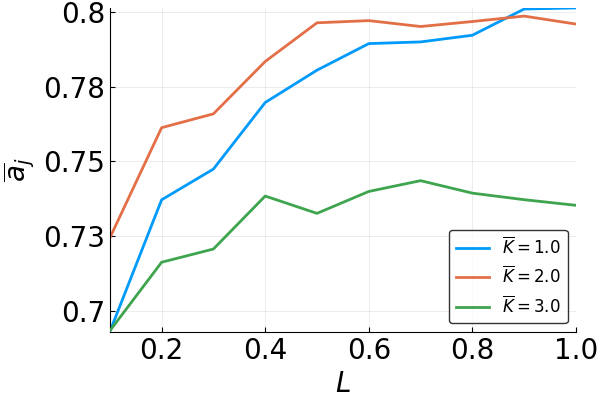 0.8
0.78
0.75
0.73
0.7
a̅ⱼ
0.2 0.4 0.6 0.8 1.0
L
K̅ = 1.0
K̅ = 2.0
K̅ = 3.0